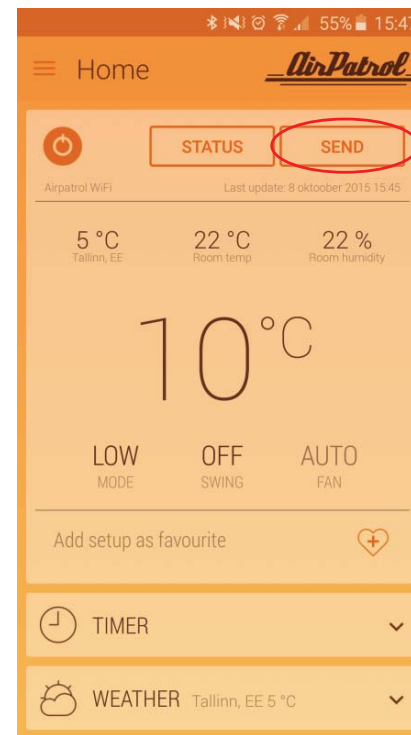 55% 15:47
Home AirPatrol
STATUS SEND
Airpatrol WiFi Last update: 8 oktoober 2015 15:45
5 °C 22 °C 22 %
Tallinn, EE Room temp Room humidity
10°C
LOW OFF AUTO
MODE SWING FAN
Add setup as favourite
TIMER
WEATHER Tallinn, EE 5 °C